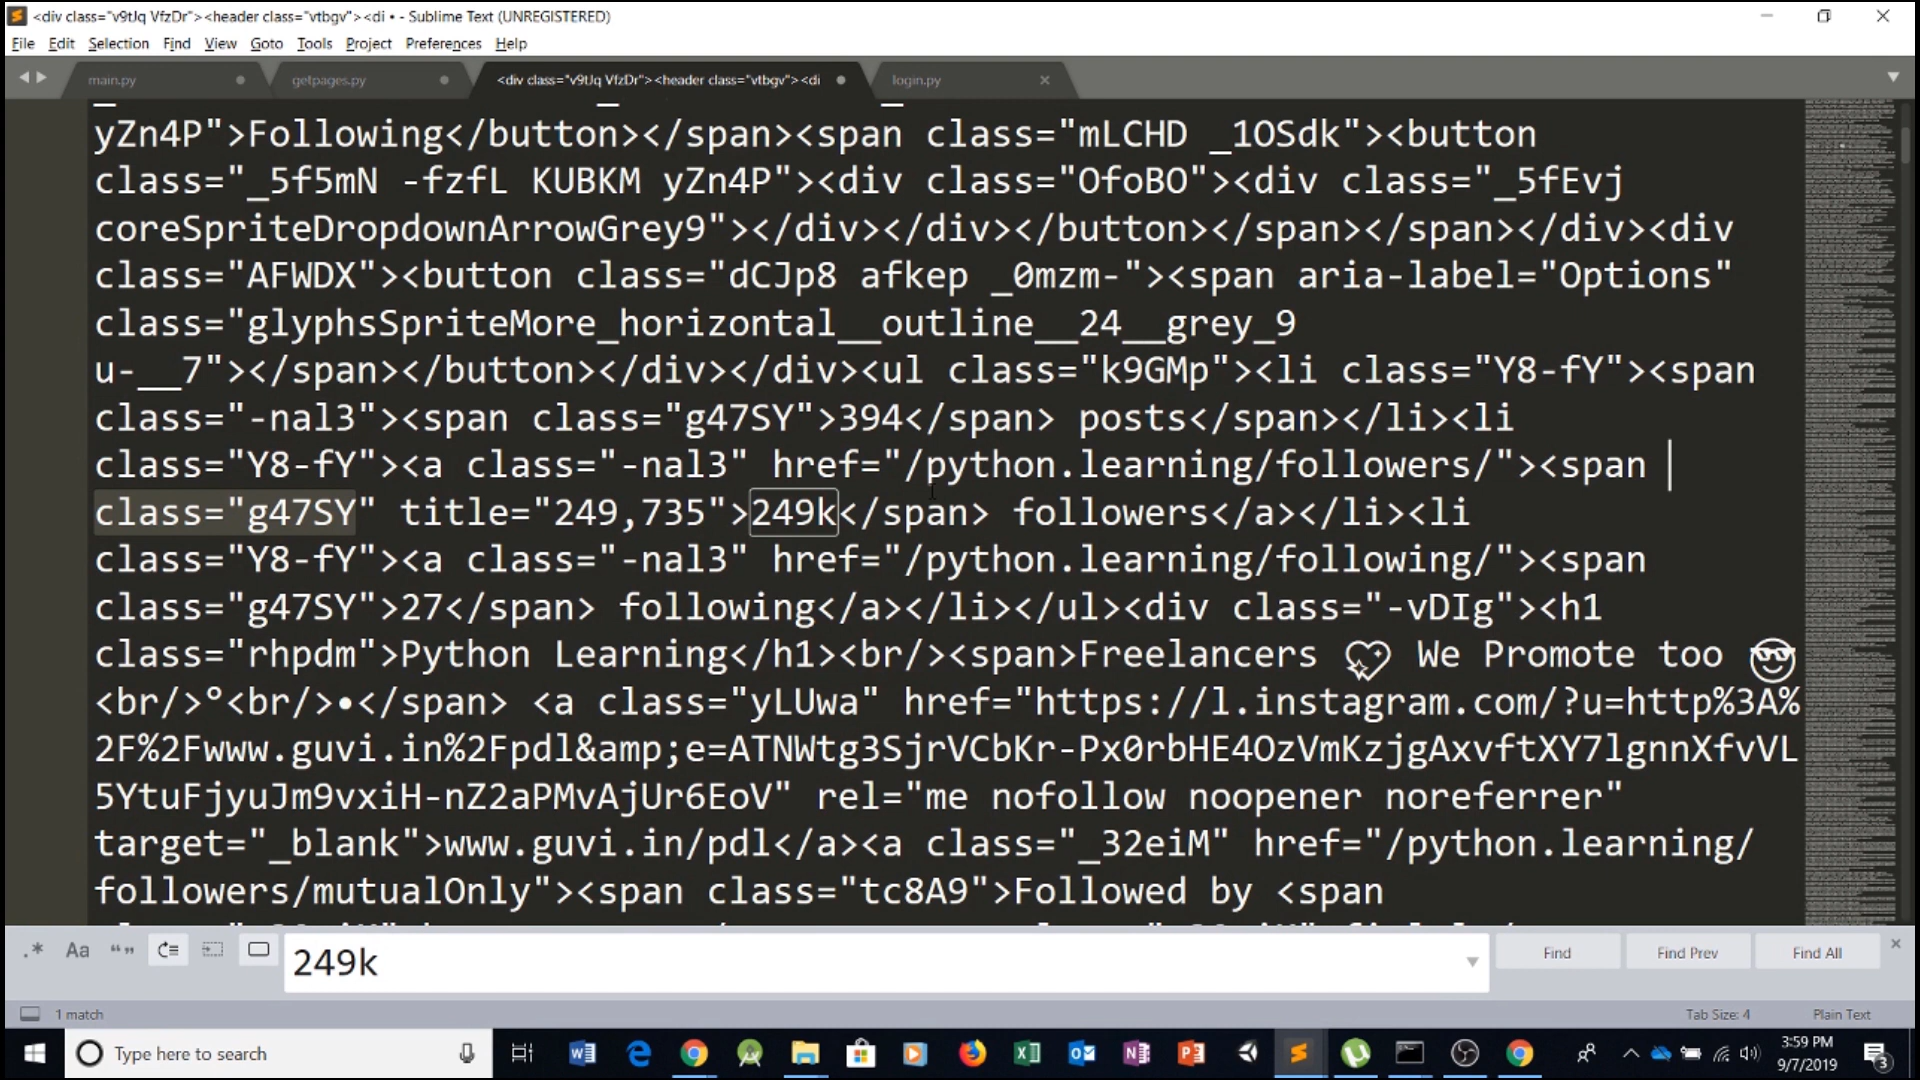 <div class="v9tJq VfzDr"><header class="vtbgv"><di • - Sublime Text (UNREGISTERED)
File Edit Selection Find View Goto Tools Project Preferences Help
main.py getpages.py <div class="v9tJq VfzDr"><header class="vtbgv"><di login.py
yZn4P">Following</button></span><span class="mLCHD _1OSdk"><button
class="_5f5mN -fzfL KUBKM yZn4P"><div class="OfoBO"><div class="_5fEvj
coreSpriteDropdownArrowGrey9"></div></div></button></span></span></div><div
class="AFWDX"><button class="dCJp8 afkep _0mzm-"><span aria-label="Options"
class="glyphsSpriteMore_horizontal__outline__24__grey_9
u-__7"></span></button></div></div><ul class="k9GMp"><li class="Y8-fY"><span
class="-nal3"><span class="g47SY">394</span> posts</span></li><li
class="Y8-fY"><a class="-nal3" href="/python.learning/followers/"><span
class="g47SY" title="249,735">249k</span> followers</a></li><li
class="Y8-fY"><a class="-nal3" href="/python.learning/following/"><span
class="g47SY">27</span> following</a></li></ul><div class="-vDIg"><h1
class="rhpdm">Python Learning</h1><br/><span>Freelancers 💖 We Promote too 😎
<br/>°<br/>•</span> <a class="yLUwa" href="https://l.instagram.com/?u=http%3A%
2F%2Fwww.guvi.in%2Fpdl&amp;e=ATNWtg3SjrVCbKr-Px0rbHE4OzVmKzjgAxvftXY7lgnnXfvVL
5YtuFjyuJm9vxiH-nZ2aPMvAjUr6EoV" rel="me nofollow noopener noreferrer"
target="_blank">www.guvi.in/pdl</a><a class="_32eiM" href="/python.learning/
followers/mutualOnly"><span class="tc8A9">Followed by <span
.* Aa “ ” 249k Find Find Prev Find All
1 match Tab Size: 4 Plain Text
Type here to search 3:59 PM
9/7/2019 3